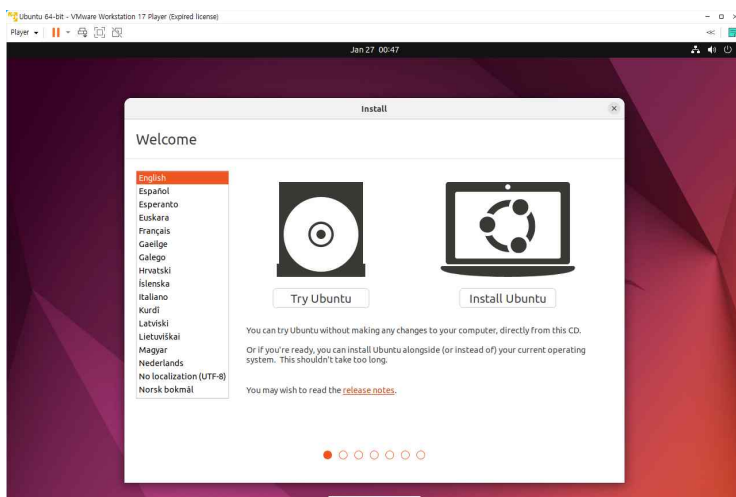 Ubuntu 64-bit - VMware Workstation 17 Player (Expired license)
Player
Jan 27 00:47
Install
Welcome
English
Español
Esperanto
Euskara
Français
Gaeilge
Galego
Hrvatski
Íslenska
Italiano
Kurdî
Latviski
Lietuviškai
Magyar
Nederlands
No localization (UTF-8)
Norsk bokmål
Try Ubuntu
Install Ubuntu
You can try Ubuntu without making any changes to your computer, directly from this CD.
Or if you're ready, you can install Ubuntu alongside (or instead of) your current operating
system. This shouldn't take too long.
You may wish to read the release notes.